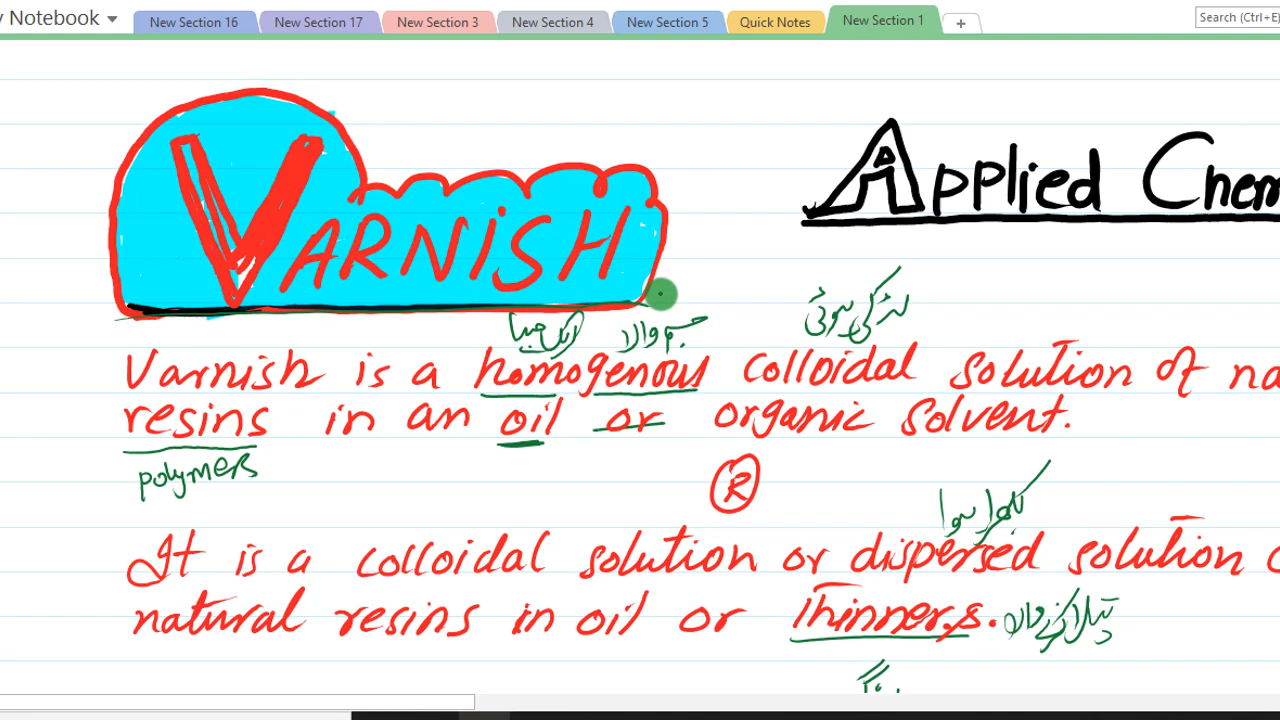 Notebook
New Section 16
New Section 17
New Section 3
New Section 4
New Section 5
Quick Notes
New Section 1
+
Search (Ctrl+E)
VARNiSH
Applied Chem
ایک جیسا
جسم والا
Varnish is a homogenous colloidal solution of na
resins in an oil or organic solvent.
polymers
R
بکھرا ہوا
It is a colloidal solution or dispersed solution o
natural resins in oil or Thinners.
پتلا کرنے والا